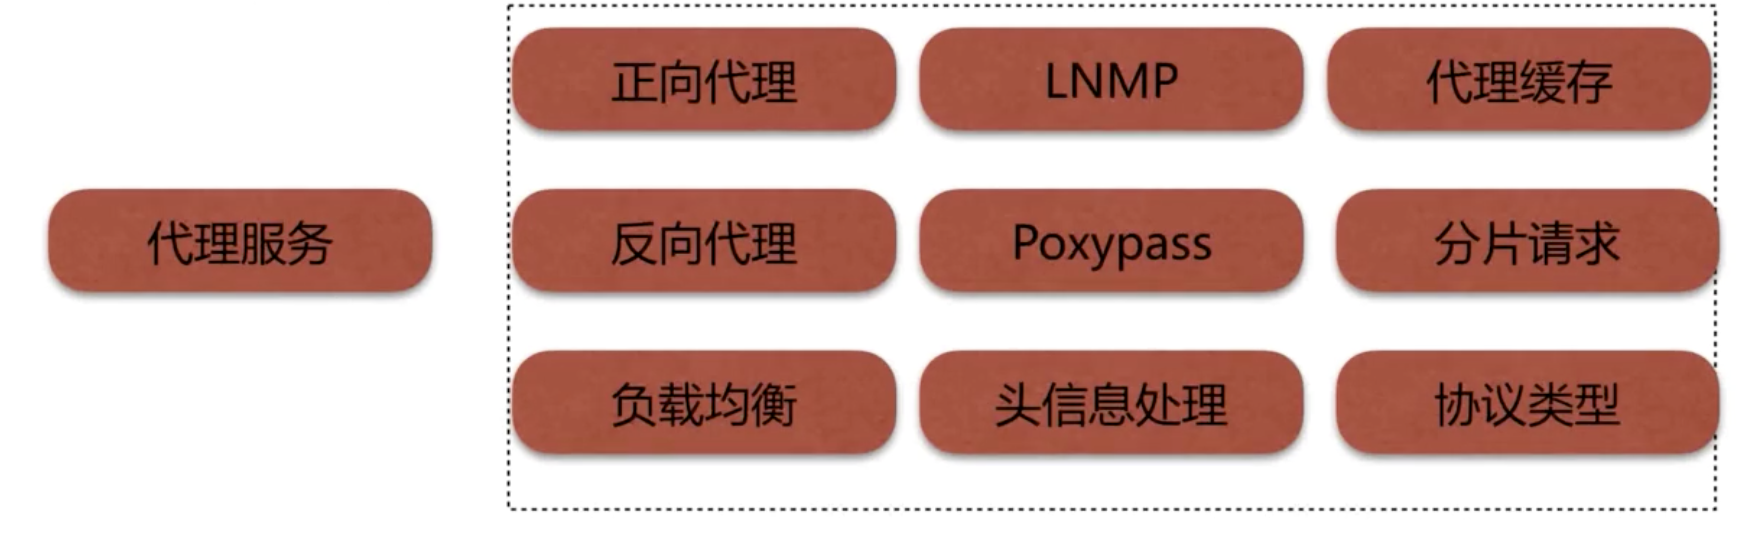 正向代理
LNMP
代理缓存
代理服务
反向代理
Poxypass
分片请求
负载均衡
头信息处理
协议类型